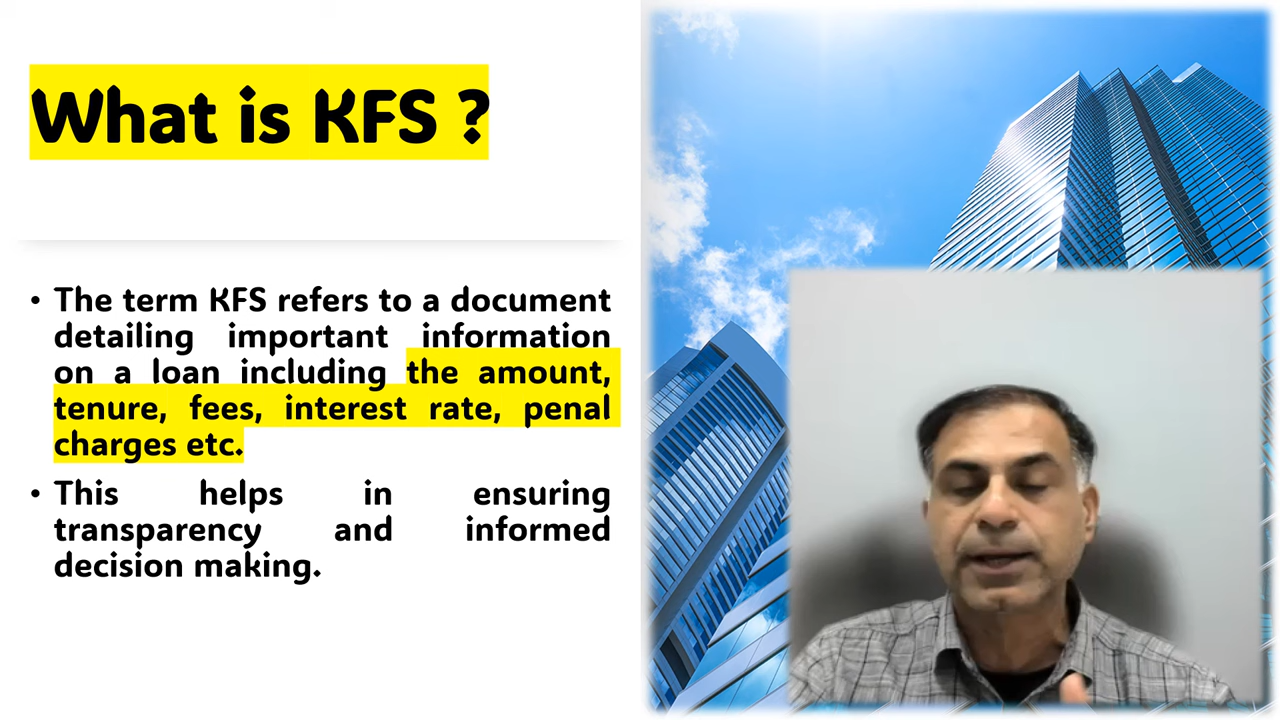 What is KFS ?
• The term KFS refers to a document
detailing important information
on a loan including the amount,
tenure, fees, interest rate, penal
charges etc.
• This helps in ensuring
transparency and informed
decision making.